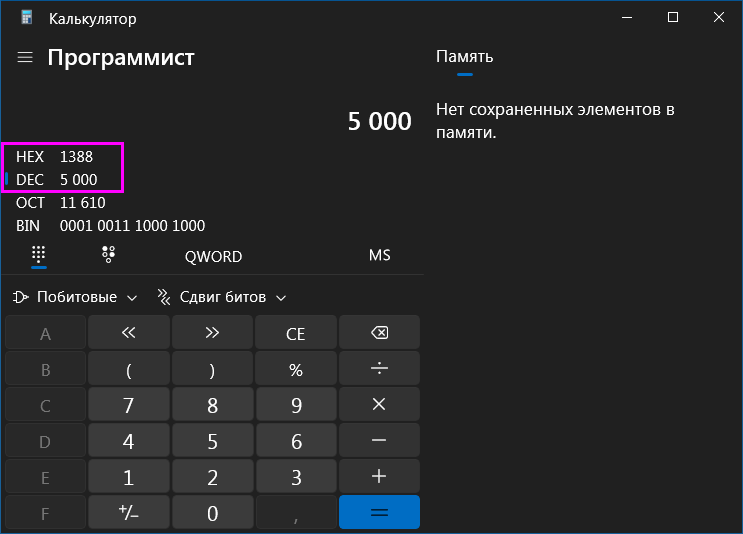 Калькулятор
Программист
Память
5 000
Нет сохраненных элементов в
памяти.
HEX 1388
DEC 5 000
OCT 11 610
BIN 0001 0011 1000 1000
QWORD MS
Побитовые Сдвиг битов
A « » CE
B ( ) % ÷
C 7 8 9 ×
D 4 5 6 −
E 1 2 3 +
F +/− 0 , =